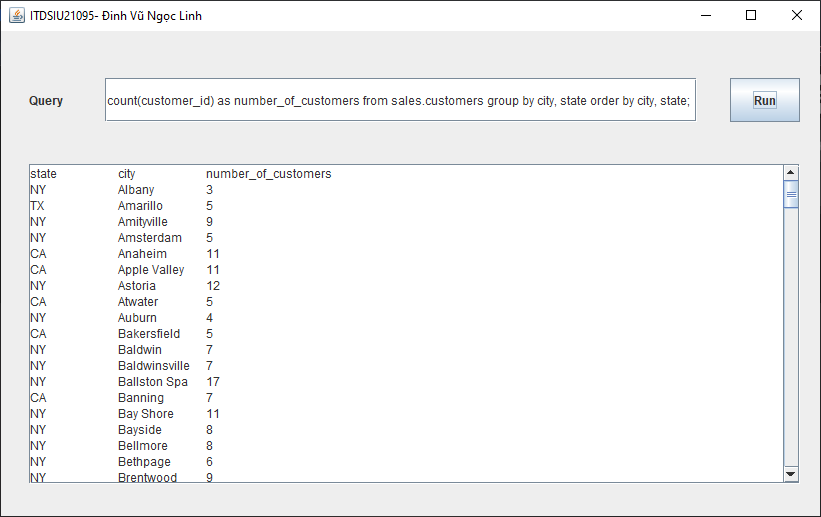 ITDSIU21095- Đinh Vũ Ngọc Linh
Query
count(customer_id) as number_of_customers from sales.customers group by city, state order by city, state;
Run
state city number_of_customers
NY Albany 3
TX Amarillo 5
NY Amityville 9
NY Amsterdam 5
CA Anaheim 11
CA Apple Valley 11
NY Astoria 12
CA Atwater 5
NY Auburn 4
CA Bakersfield 5
NY Baldwin 7
NY Baldwinsville 7
NY Ballston Spa 17
CA Banning 7
NY Bay Shore 11
NY Bayside 8
NY Bellmore 8
NY Bethpage 6
NY Brentwood 9